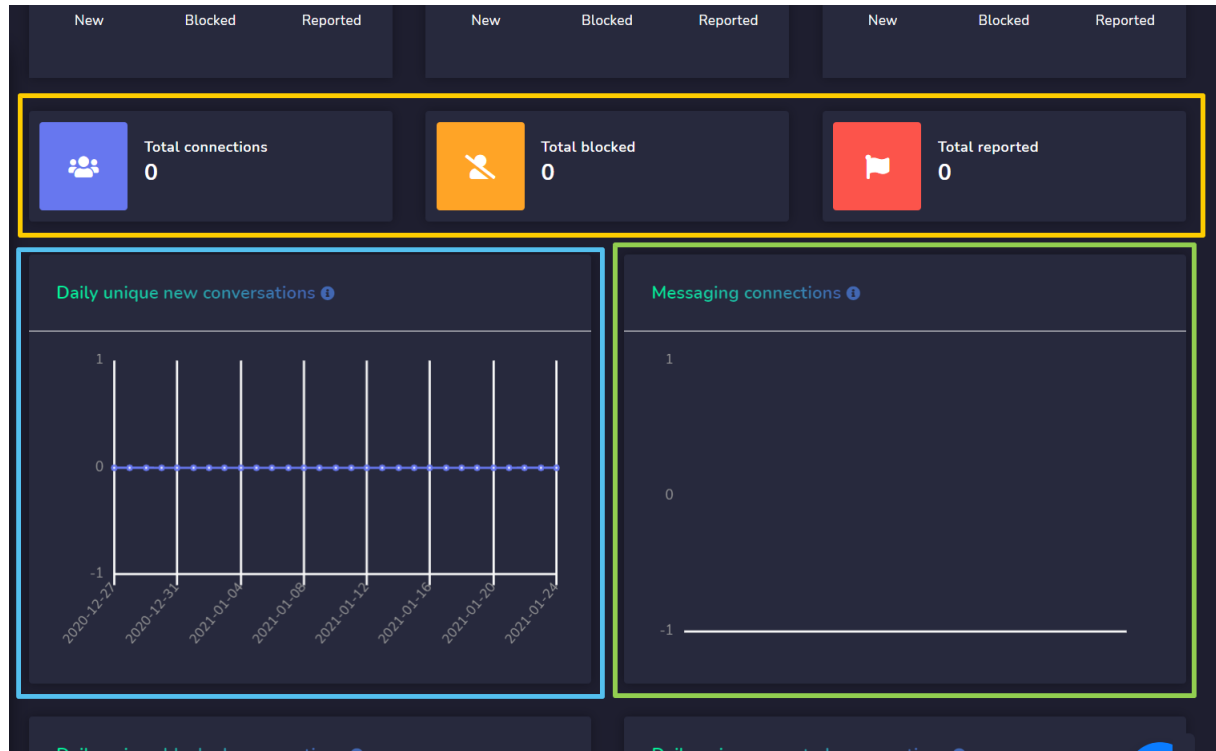 New Blocked Reported New Blocked Reported New Blocked Reported
Total connections
0
Total blocked
0
Total reported
0
Daily unique new conversations
1
0
-1
2020-12-27 2020-12-31 2021-01-04 2021-01-08 2021-01-12 2021-01-16 2021-01-20 2021-01-24
Messaging connections
1
0
-1